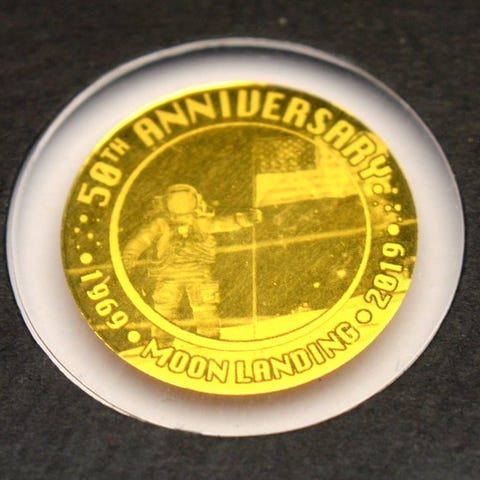 50TH ANNIVERSARY
1969 • MOON LANDING • 2019